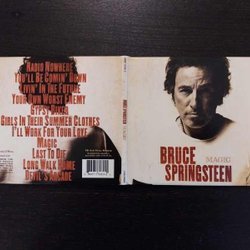 RADIO NOWHERE
YOU'LL BE COMIN' DOWN
LIVIN' IN THE FUTURE
YOUR OWN WORST ENEMY
GYPSY BIKER
GIRLS IN THEIR SUMMER CLOTHES
I'LL WORK FOR YOUR LOVE
MAGIC
LAST TO DIE
LONG WALK HOME
DEVIL'S ARCADE
BRUCE SPRINGSTEEN
MAGIC
BRUCE
SPRINGSTEEN